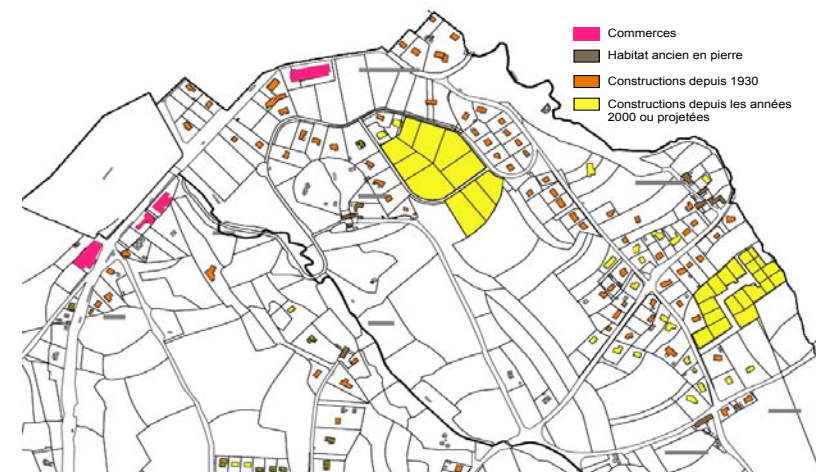 Commerces
Habitat ancien en pierre
Constructions depuis 1930
Constructions depuis les années
2000 ou projetées